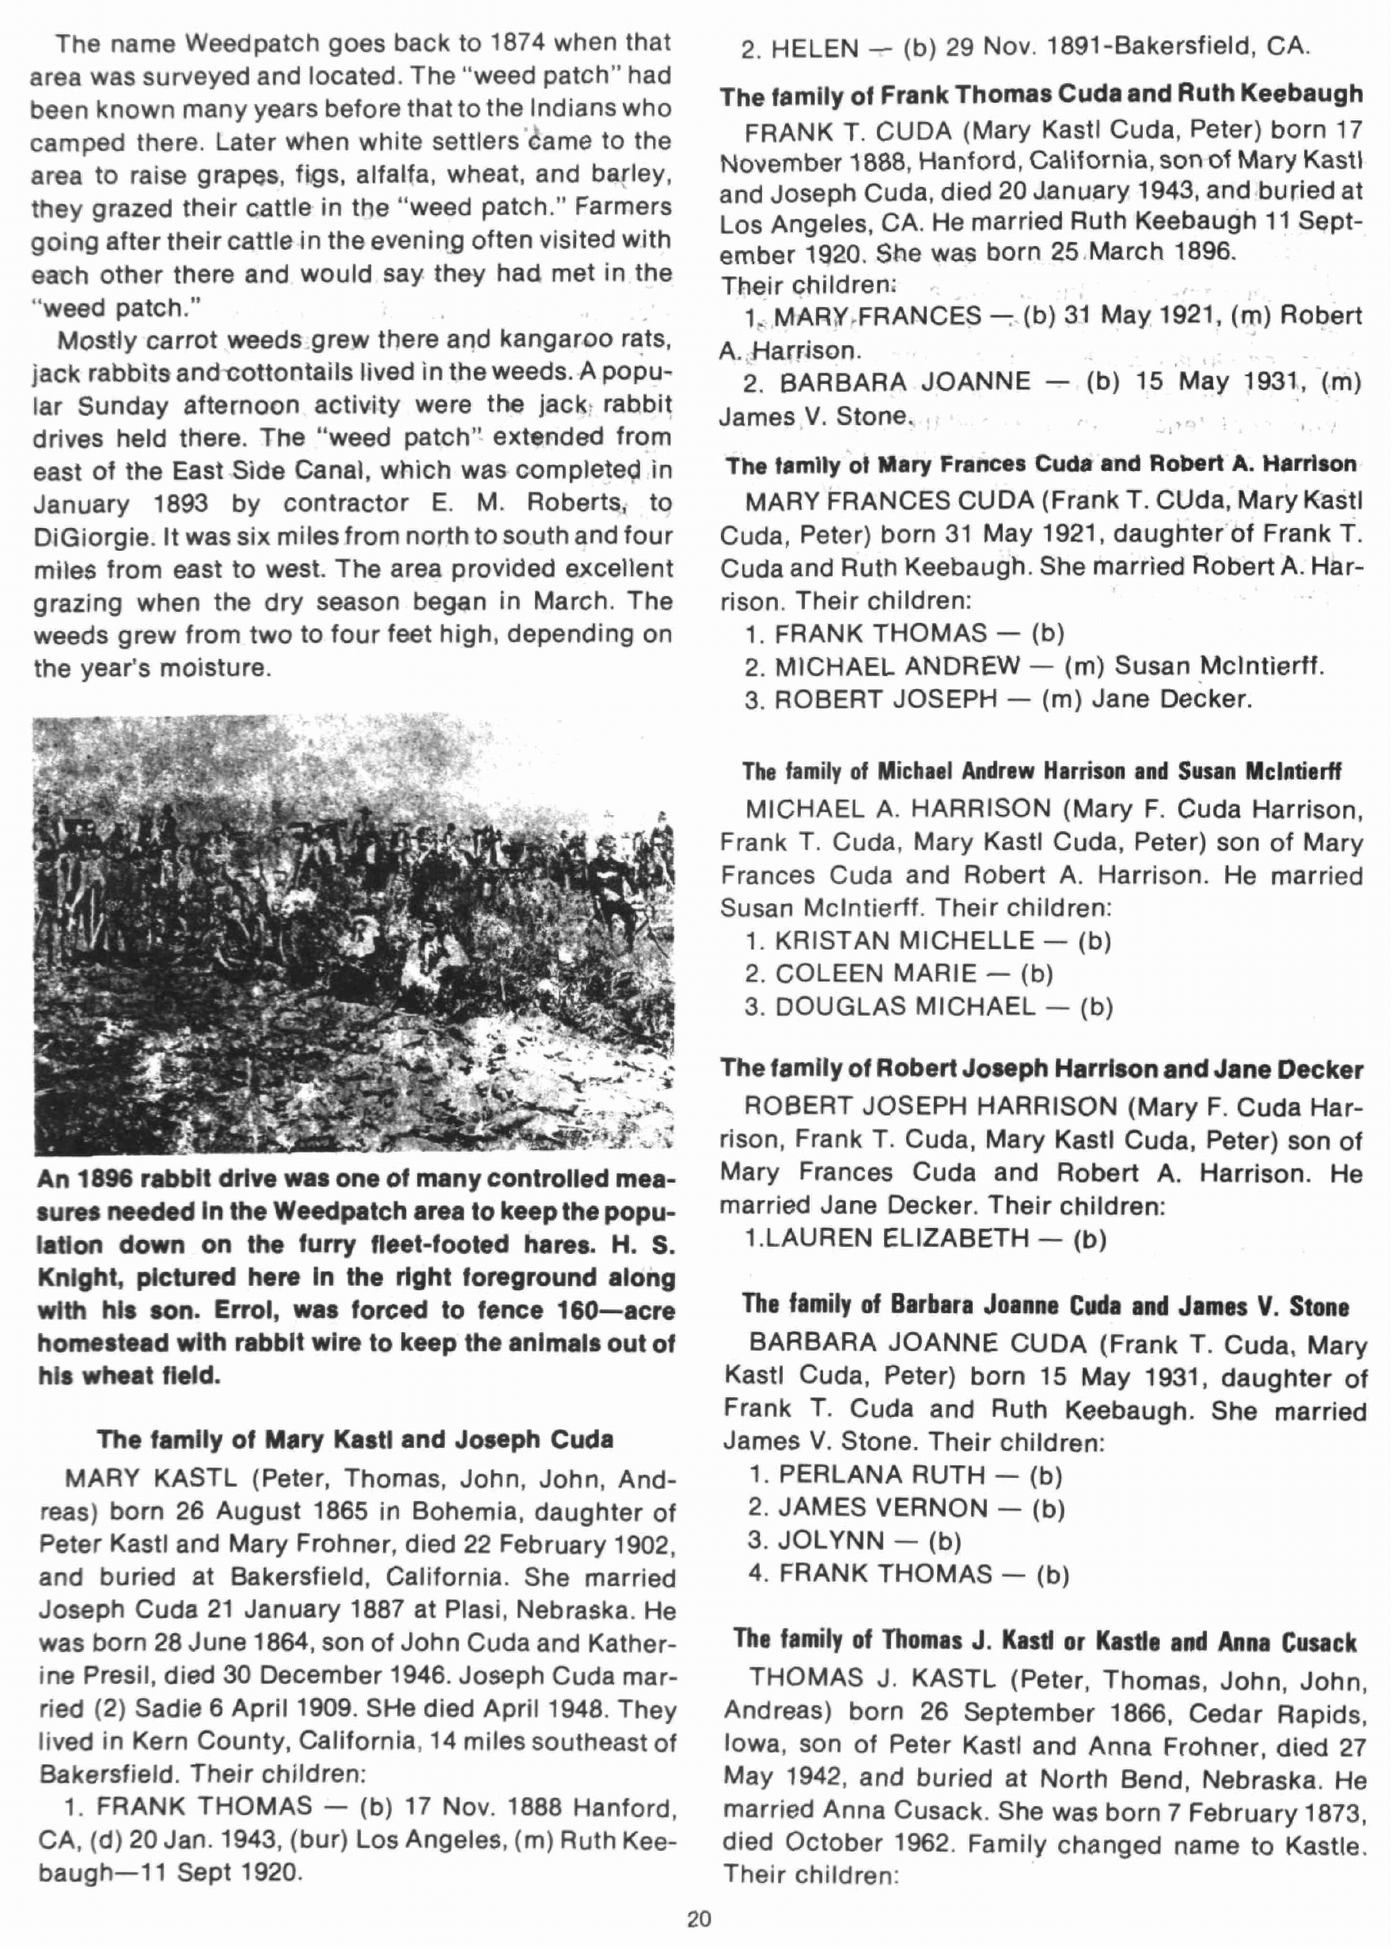 The name Weedpatch goes back to 1874 when that
area was surveyed and located. The "weed patch" had
been known many years before that to the Indians who
camped there. Later when white settlers came to the
area to raise grapes, figs, alfalfa, wheat, and barley,
they grazed their cattle in the "weed patch." Farmers
going after their cattle in the evening often visited with
each other there and would say they had met in the
"weed patch."
Mostly carrot weeds grew there and kangaroo rats,
jack rabbits and cottontails lived in the weeds. A popu-
lar Sunday afternoon activity were the jack rabbit
drives held there. The "weed patch" extended from
east of the East Side Canal, which was completed in
January 1893 by contractor E. M. Roberts, to
DiGiorgie. It was six miles from north to south and four
miles from east to west. The area provided excellent
grazing when the dry season began in March. The
weeds grew from two to four feet high, depending on
the year's moisture.
An 1896 rabbit drive was one of many controlled mea-
sures needed in the Weedpatch area to keep the popu-
lation down on the furry fleet-footed hares. H. S.
Knight, pictured here in the right foreground along
with his son. Errol, was forced to fence 160—acre
homestead with rabbit wire to keep the animals out of
his wheat field.
The family of Mary Kastl and Joseph Cuda
MARY KASTL (Peter, Thomas, John, John, And-
reas) born 26 August 1865 in Bohemia, daughter of
Peter Kastl and Mary Frohner, died 22 February 1902,
and buried at Bakersfield, California. She married
Joseph Cuda 21 January 1887 at Plasi, Nebraska. He
was born 28 June 1864, son of John Cuda and Kather-
ine Presil, died 30 December 1946. Joseph Cuda mar-
ried (2) Sadie 6 April 1909. SHe died April 1948. They
lived in Kern County, California, 14 miles southeast of
Bakersfield. Their children:
1. FRANK THOMAS — (b) 17 Nov. 1888 Hanford,
CA, (d) 20 Jan. 1943, (bur) Los Angeles, (m) Ruth Kee-
baugh—11 Sept 1920.
2. HELEN — (b) 29 Nov. 1891-Bakersfield, CA.
The family of Frank Thomas Cuda and Ruth Keebaugh
FRANK T. CUDA (Mary Kastl Cuda, Peter) born 17
November 1888, Hanford, California, son of Mary Kastl
and Joseph Cuda, died 20 January 1943, and buried at
Los Angeles, CA. He married Ruth Keebaugh 11 Sept-
ember 1920. She was born 25 March 1896.
Their children:
1. MARY FRANCES — (b) 31 May 1921, (m) Robert
A. Harrison.
2. BARBARA JOANNE — (b) 15 May 1931, (m)
James V. Stone.
The family of Mary Frances Cuda and Robert A. Harrison
MARY FRANCES CUDA (Frank T. CUda, Mary Kastl
Cuda, Peter) born 31 May 1921, daughter of Frank T.
Cuda and Ruth Keebaugh. She married Robert A. Har-
rison. Their children:
1. FRANK THOMAS — (b)
2. MICHAEL ANDREW — (m) Susan McIntierff.
3. ROBERT JOSEPH — (m) Jane Decker.
The family of Michael Andrew Harrison and Susan McIntierff
MICHAEL A. HARRISON (Mary F. Cuda Harrison,
Frank T. Cuda, Mary Kastl Cuda, Peter) son of Mary
Frances Cuda and Robert A. Harrison. He married
Susan McIntierff. Their children:
1. KRISTAN MICHELLE — (b)
2. COLEEN MARIE — (b)
3. DOUGLAS MICHAEL — (b)
The family of Robert Joseph Harrison and Jane Decker
ROBERT JOSEPH HARRISON (Mary F. Cuda Har-
rison, Frank T. Cuda, Mary Kastl Cuda, Peter) son of
Mary Frances Cuda and Robert A. Harrison. He
married Jane Decker. Their children:
1.LAUREN ELIZABETH — (b)
The family of Barbara Joanne Cuda and James V. Stone
BARBARA JOANNE CUDA (Frank T. Cuda, Mary
Kastl Cuda, Peter) born 15 May 1931, daughter of
Frank T. Cuda and Ruth Keebaugh. She married
James V. Stone. Their children:
1. PERLANA RUTH — (b)
2. JAMES VERNON — (b)
3. JOLYNN — (b)
4. FRANK THOMAS — (b)
The family of Thomas J. Kastl or Kastle and Anna Cusack
THOMAS J. KASTL (Peter, Thomas, John, John,
Andreas) born 26 September 1866, Cedar Rapids,
Iowa, son of Peter Kastl and Anna Frohner, died 27
May 1942, and buried at North Bend, Nebraska. He
married Anna Cusack. She was born 7 February 1873,
died October 1962. Family changed name to Kastle.
Their children:
20